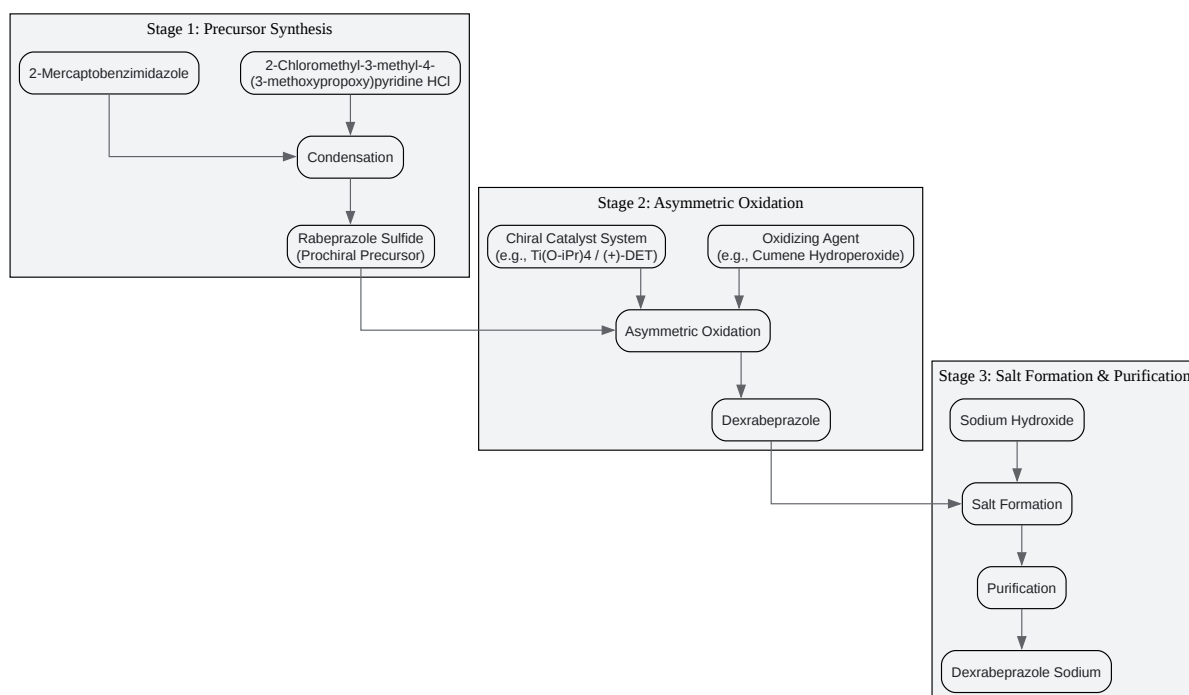 Stage 1: Precursor Synthesis
2-Mercaptobenzimidazole
2-Chloromethyl-3-methyl-4-
(3-methoxypropoxy)pyridine HCl
Condensation
Rabeprazole Sulfide
(Prochiral Precursor)
Stage 2: Asymmetric Oxidation
Chiral Catalyst System
(e.g., Ti(O-iPr)4 / (+)-DET)
Oxidizing Agent
(e.g., Cumene Hydroperoxide)
Asymmetric Oxidation
Dexrabeprazole
Stage 3: Salt Formation & Purification
Sodium Hydroxide
Salt Formation
Purification
Dexrabeprazole Sodium